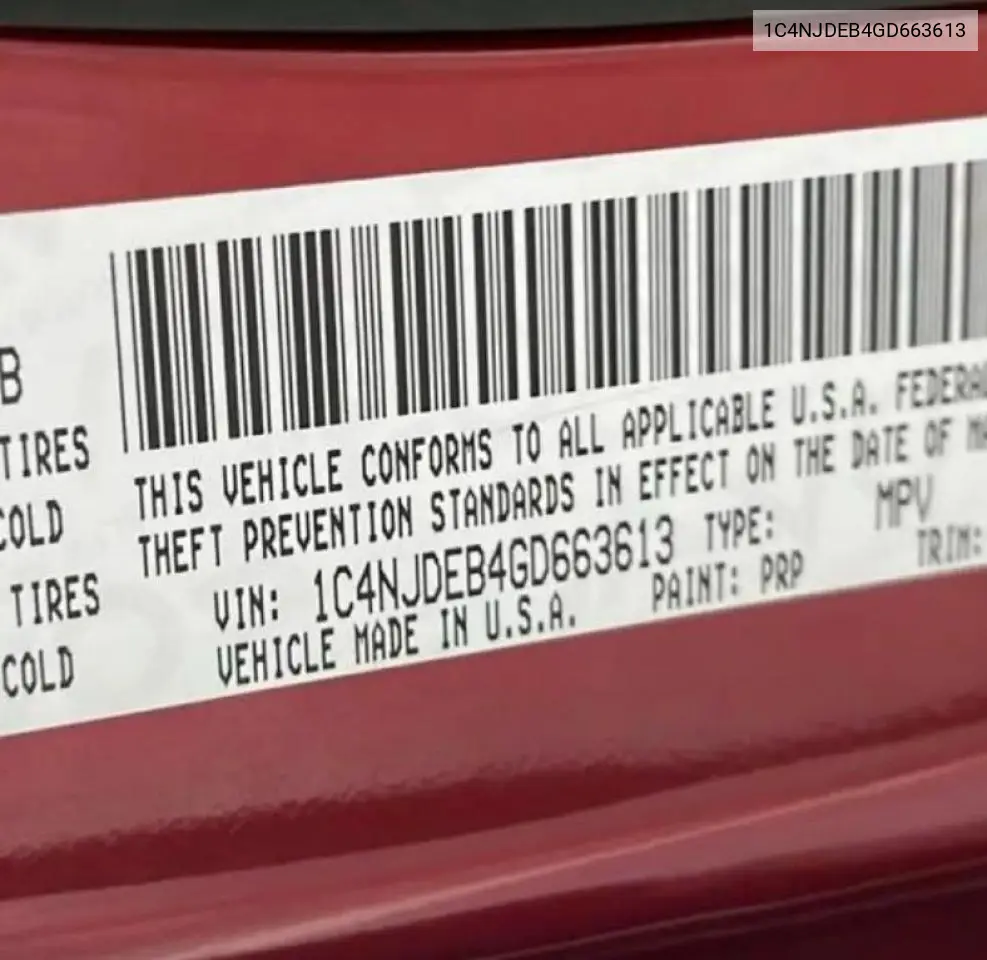 1C4NJDEB4GD663613
B
TIRES
COLD
TIRES
COLD
THIS VEHICLE CONFORMS TO ALL APPLICABLE U.S.A. FEDERAL
THEFT PREVENTION STANDARDS IN EFFECT ON THE DATE OF MA
VIN: 1C4NJDEB4GD663613 TYPE: MPV
VEHICLE MADE IN U.S.A. PAINT: PRP TRIM: